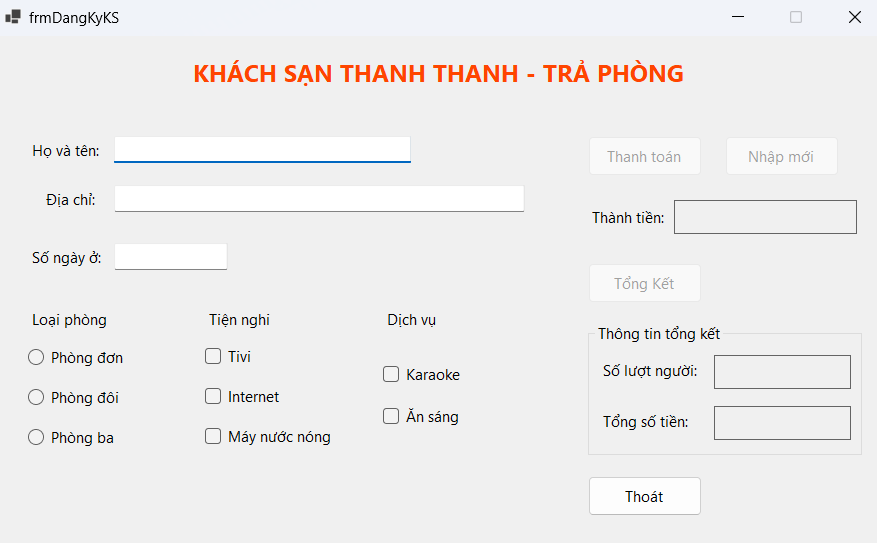 frmDangKyKS
KHÁCH SẠN THANH THANH - TRẢ PHÒNG
Họ và tên:
Địa chỉ:
Số ngày ở:
Loại phòng
Phòng đơn
Phòng đôi
Phòng ba
Tiện nghi
Tivi
Internet
Máy nước nóng
Dịch vụ
Karaoke
Ăn sáng
Thanh toán
Nhập mới
Thành tiền:
Tổng Kết
Thông tin tổng kết
Số lượt người:
Tổng số tiền:
Thoát